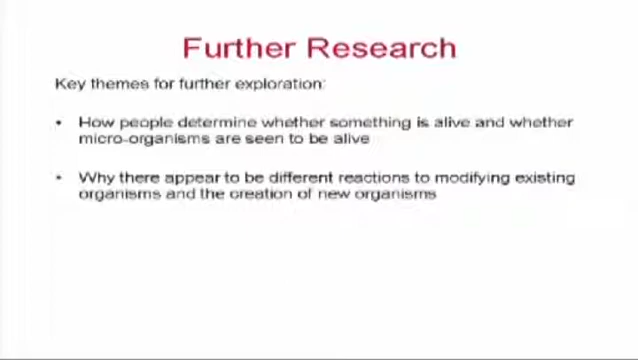 Further Research
Key themes for further exploration:
• How people determine whether something is alive and whether
micro-organisms are seen to be alive
• Why there appear to be different reactions to modifying existing
organisms and the creation of new organisms